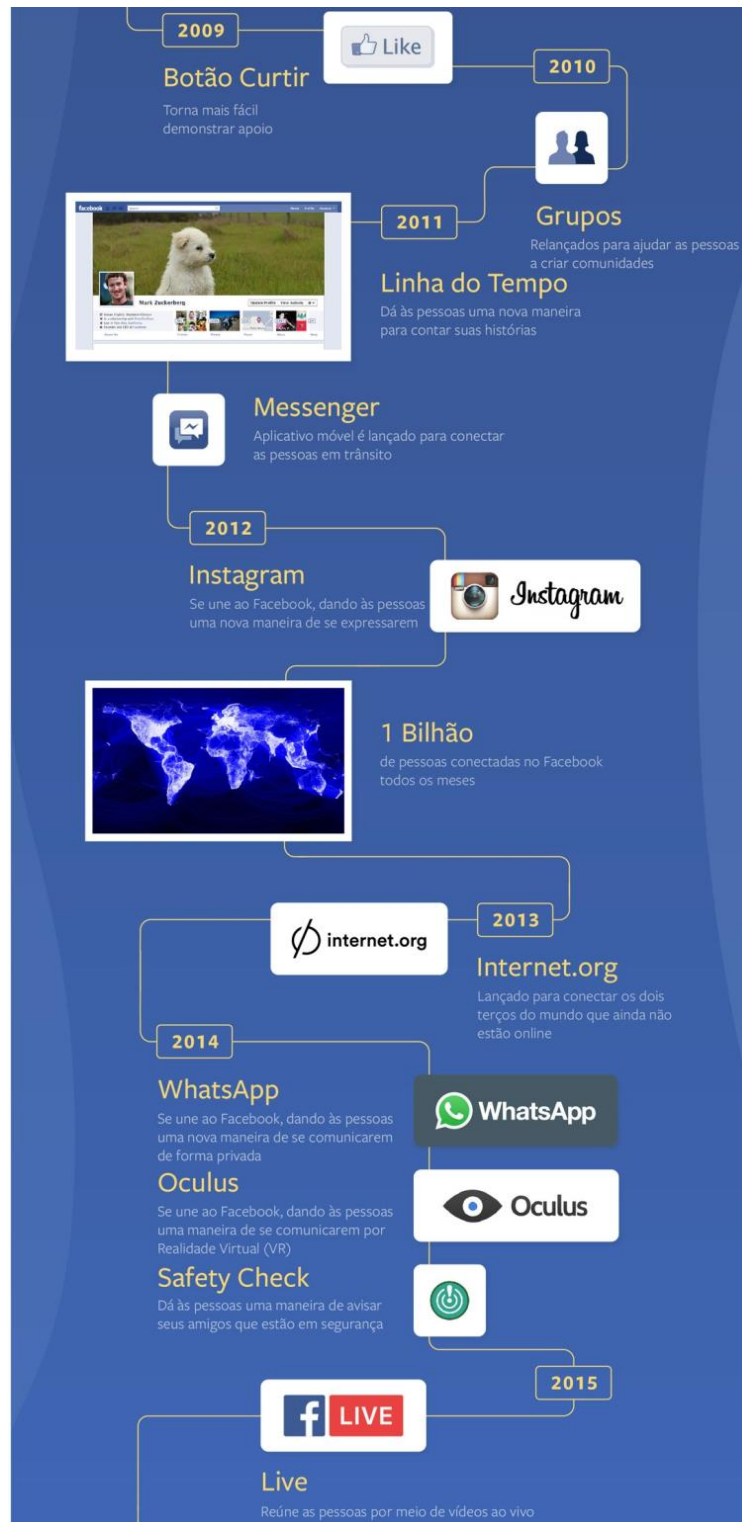 2009
Like
Botão Curtir
Torna mais fácil
demonstrar apoio
2010
Grupos
Relançados para ajudar as pessoas
a criar comunidades
2011
Linha do Tempo
Dá às pessoas uma nova maneira
para contar suas histórias
facebook
Mark Zuckerberg
Messenger
Aplicativo móvel é lançado para conectar
as pessoas em trânsito
2012
Instagram
Se une ao Facebook, dando às pessoas
uma nova maneira de se expressarem
Instagram
1 Bilhão
de pessoas conectadas no Facebook
todos os meses
2013
internet.org
Internet.org
Lançado para conectar os dois
terços do mundo que ainda não
estão online
2014
WhatsApp
Se une ao Facebook, dando às pessoas
uma nova maneira de se comunicarem
de forma privada
WhatsApp
Oculus
Se une ao Facebook, dando às pessoas
uma maneira de se comunicarem por
Realidade Virtual (VR)
Oculus
Safety Check
Dá às pessoas uma maneira de avisar
seus amigos que estão em segurança
2015
f LIVE
Live
Reúne as pessoas por meio de vídeos ao vivo